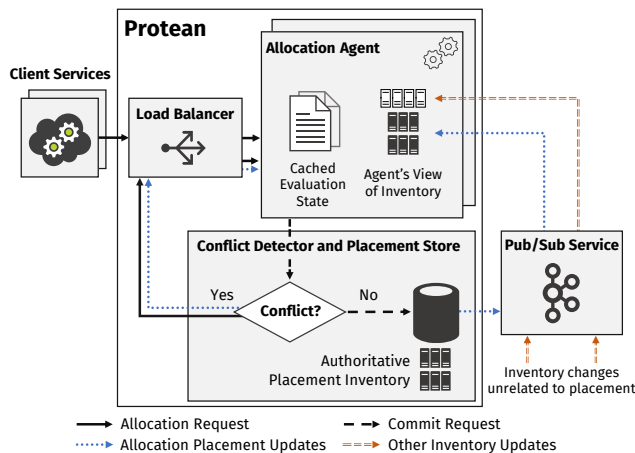 Protean
Allocation Agent
Client Services
Load Balancer
Cached
Evaluation
State
Agent's View
of Inventory
Conflict Detector and Placement Store
Pub/Sub Service
Yes
Conflict?
No
Authoritative
Placement Inventory
Inventory changes
unrelated to placement
Allocation Request
Commit Request
Allocation Placement Updates
Other Inventory Updates